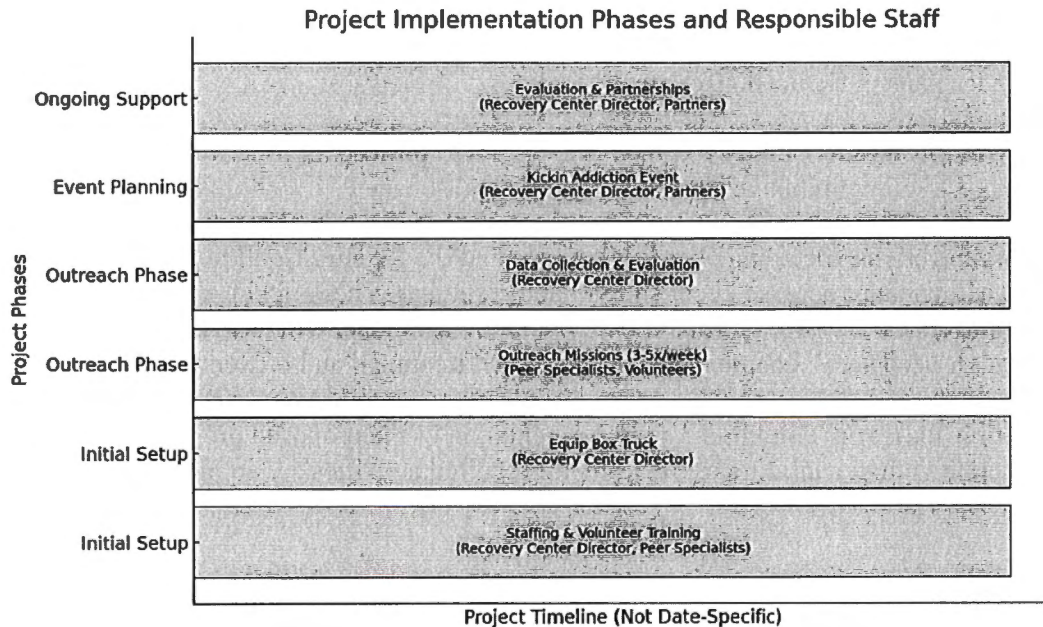 Project Implementation Phases and Responsible Staff
Project Phases
Ongoing Support
Evaluation & Partnerships
(Recovery Center Director, Partners)
Event Planning
Kickin Addiction Event
(Recovery Center Director, Partners)
Outreach Phase
Data Collection & Evaluation
(Recovery Center Director)
Outreach Phase
Outreach Missions (3-5x/week)
(Peer Specialists, Volunteers)
Initial Setup
Equip Box Truck
(Recovery Center Director)
Initial Setup
Staffing & Volunteer Training
(Recovery Center Director, Peer Specialists)
Project Timeline (Not Date-Specific)